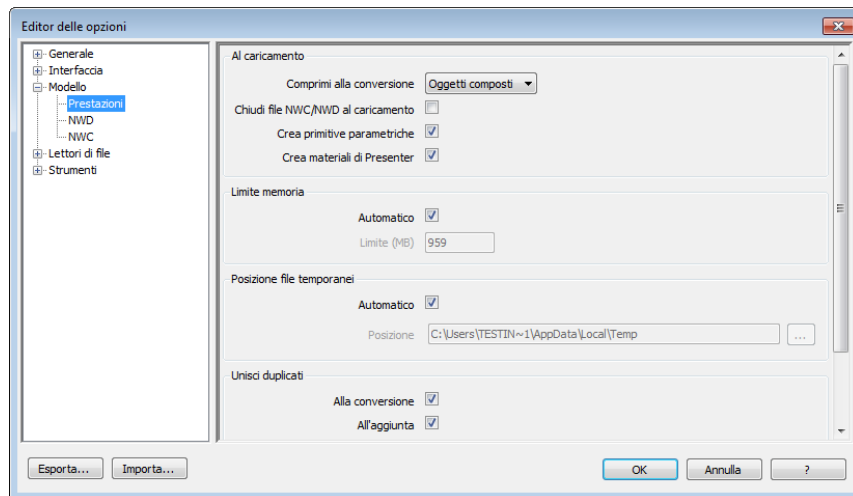 Editor delle opzioni
Generale
Interfaccia
Modello
Prestazioni
NWD
NWC
Lettori di file
Strumenti
Al caricamento
Comprimi alla conversione Oggetti composti
Chiudi file NWC/NWD al caricamento
Crea primitive parametriche
Crea materiali di Presenter
Limite memoria
Automatico
Limite (MB) 959
Posizione file temporanei
Automatico
Posizione C:\Users\TESTIN~1\AppData\Local\Temp ...
Unisci duplicati
Alla conversione
All'aggiunta
Esporta... Importa... OK Annulla ?